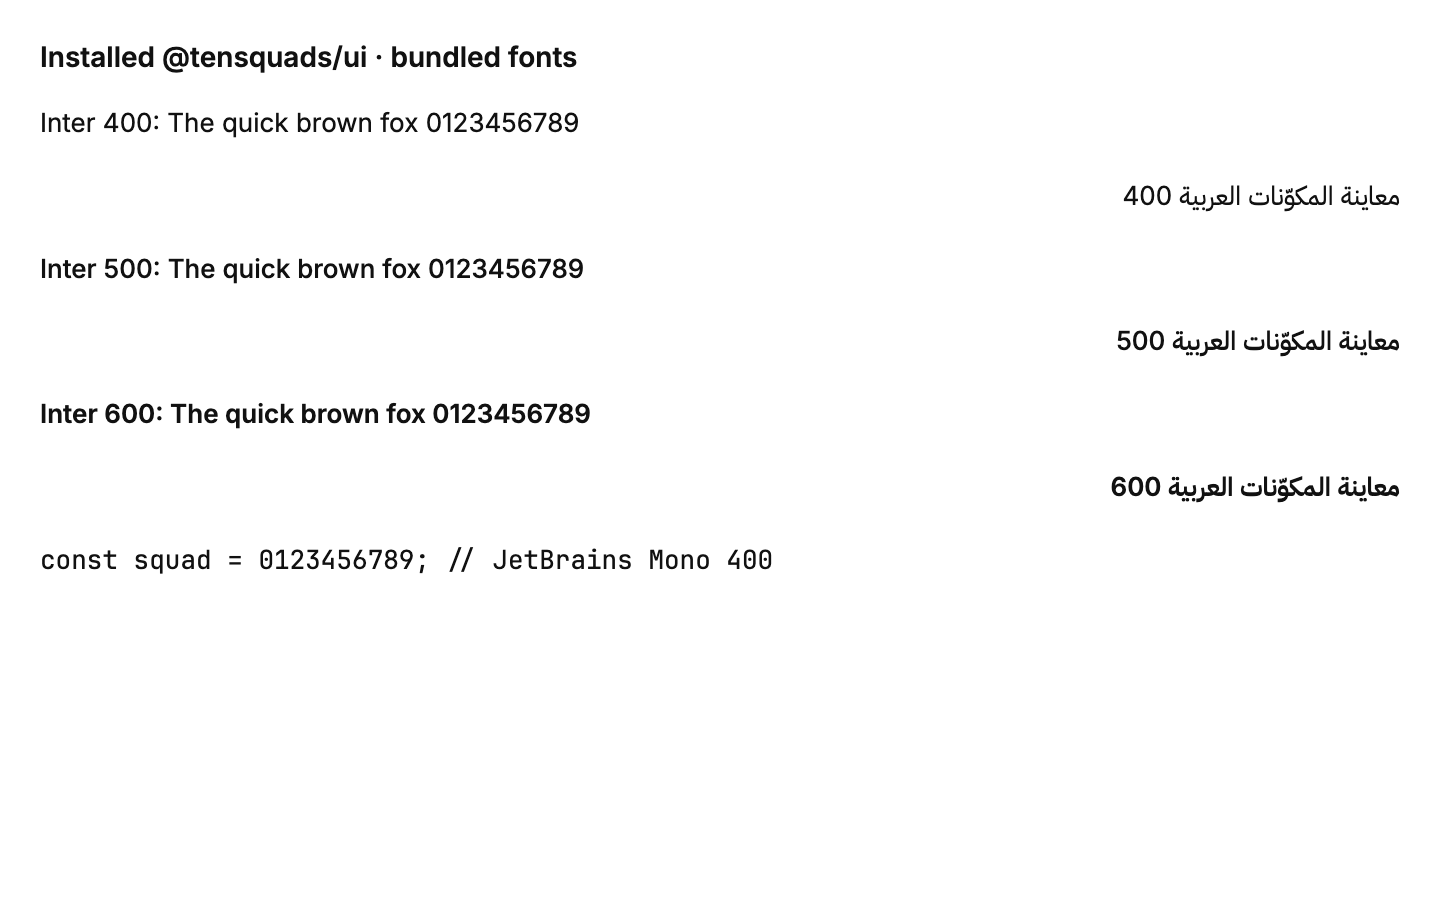 Installed @tensquads/ui · bundled fonts
Inter 400: The quick brown fox 0123456789
معاينة المكوّنات العربية 400
Inter 500: The quick brown fox 0123456789
معاينة المكوّنات العربية 500
Inter 600: The quick brown fox 0123456789
معاينة المكوّنات العربية 600
const squad = 0123456789; // JetBrains Mono 400